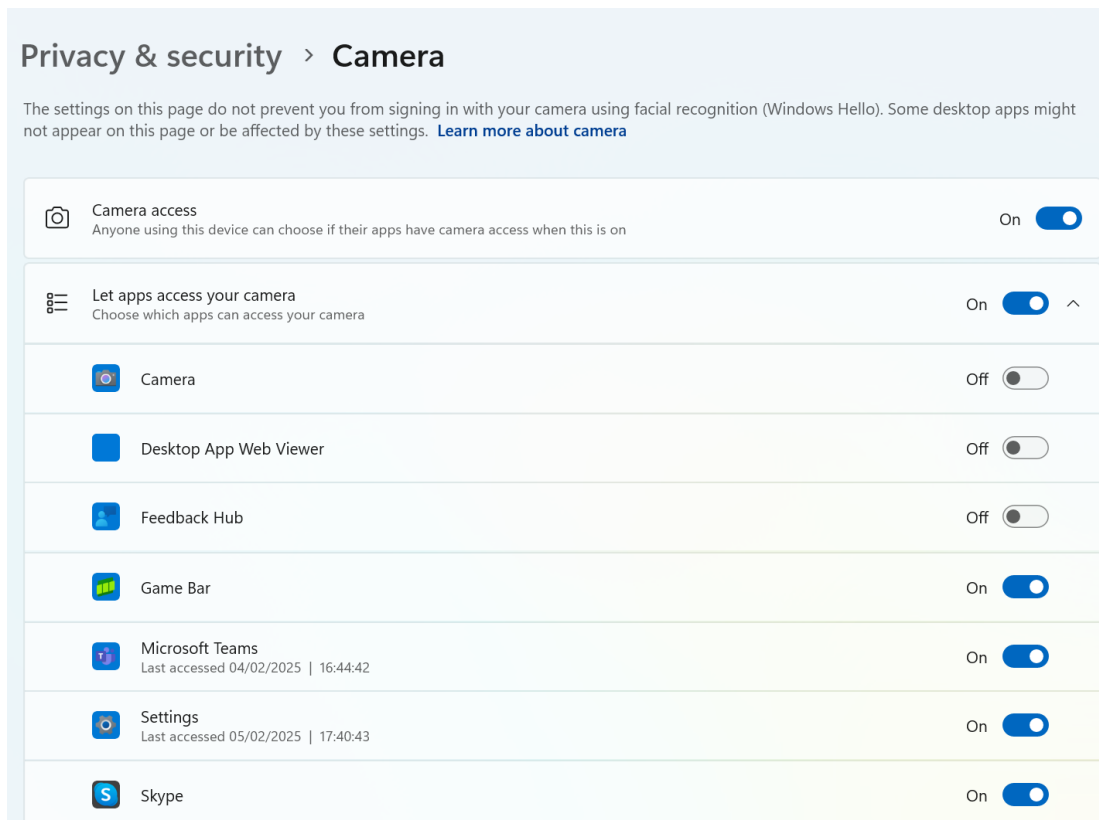 Privacy & security > Camera
The settings on this page do not prevent you from signing in with your camera using facial recognition (Windows Hello). Some desktop apps might
not appear on this page or be affected by these settings. Learn more about camera
Camera access
Anyone using this device can choose if their apps have camera access when this is on
On
Let apps access your camera
Choose which apps can access your camera
On
Camera
Off
Desktop App Web Viewer
Off
Feedback Hub
Off
Game Bar
On
Microsoft Teams
Last accessed 04/02/2025 | 16:44:42
On
Settings
Last accessed 05/02/2025 | 17:40:43
On
Skype
On